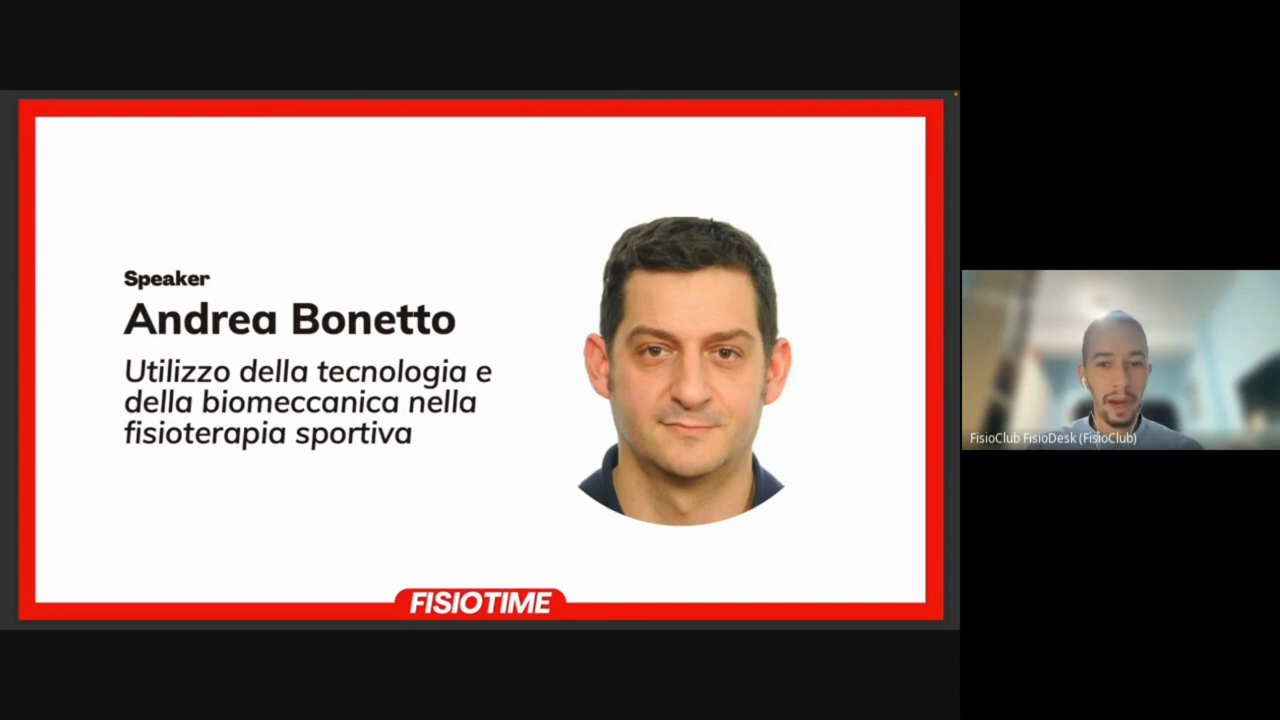 Speaker
Andrea Bonetto
Utilizzo della tecnologia e
della biomeccanica nella
fisioterapia sportiva
FISIOTIME
FisioClub FisioDesk (FisioClub)